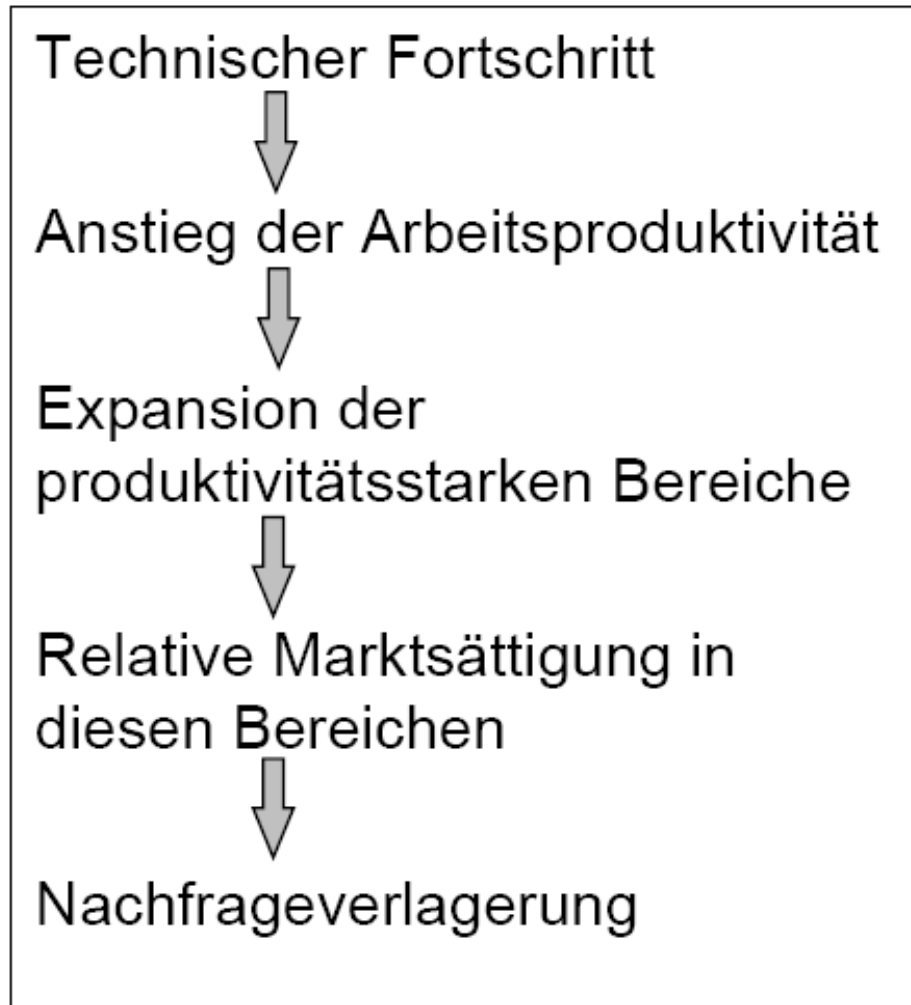 Technischer Fortschritt
Anstieg der Arbeitsproduktivität
Expansion der
produktivitätsstarken Bereiche
Relative Marktsättigung in
diesen Bereichen
Nachfrageverlagerung